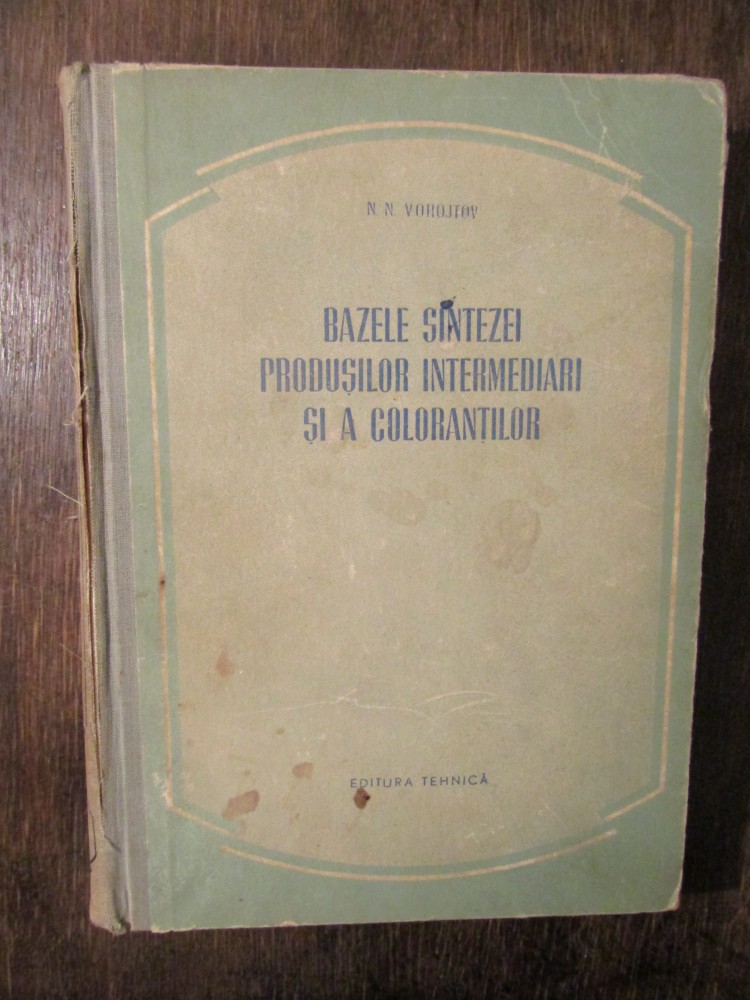 N. N. VOROJŢOV
BAZELE SINTEZEI
PRODUŞILOR INTERMEDIARI
ŞI A COLORANŢILOR
EDITURA TEHNICĂ